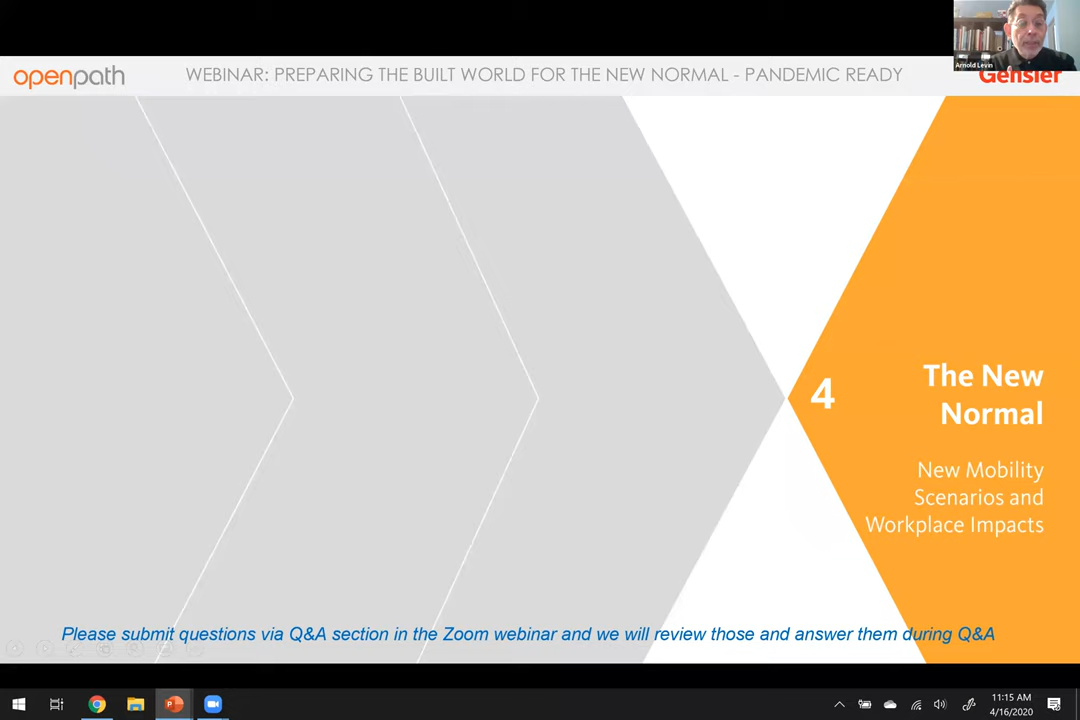 Arnold Levin
openpath
WEBINAR: PREPARING THE BUILT WORLD FOR THE NEW NORMAL - PANDEMIC READY
Gensler
4
The New
Normal
New Mobility
Scenarios and
Workplace Impacts
Please submit questions via Q&A section in the Zoom webinar and we will review those and answer them during Q&A
11:15 AM
4/16/2020